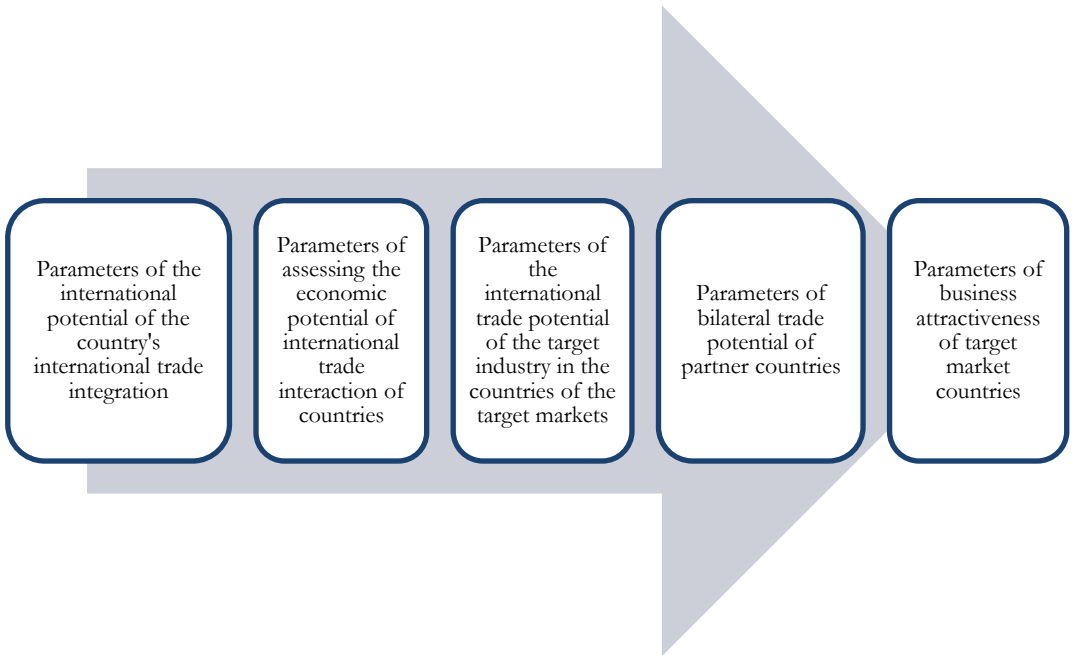 Parameters of the
international
potential of the
country's
international trade
integration
Parameters of
assessing the
economic
potential of
international
trade
interaction of
countries
Parameters of
the
international
trade potential
of the target
industry in the
countries of the
target markets
Parameters of
bilateral trade
potential of
partner countries
Parameters of
business
attractiveness
of target
market
countries